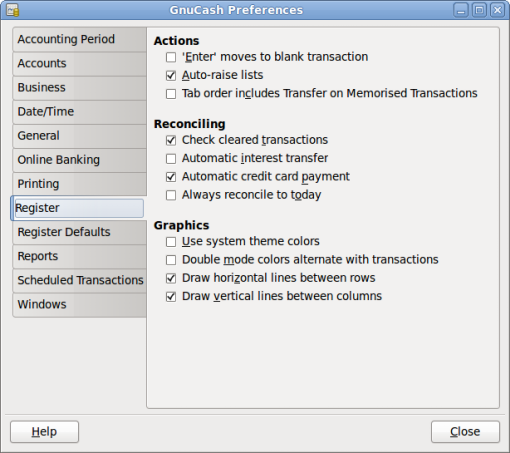 GnuCash Preferences
Accounting Period
Accounts
Business
Date/Time
General
Online Banking
Printing
Register
Register Defaults
Reports
Scheduled Transactions
Windows
Actions
'Enter' moves to blank transaction
Auto-raise lists
Tab order includes Transfer on Memorised Transactions
Reconciling
Check cleared transactions
Automatic interest transfer
Automatic credit card payment
Always reconcile to today
Graphics
Use system theme colors
Double mode colors alternate with transactions
Draw horizontal lines between rows
Draw vertical lines between columns
Help
Close